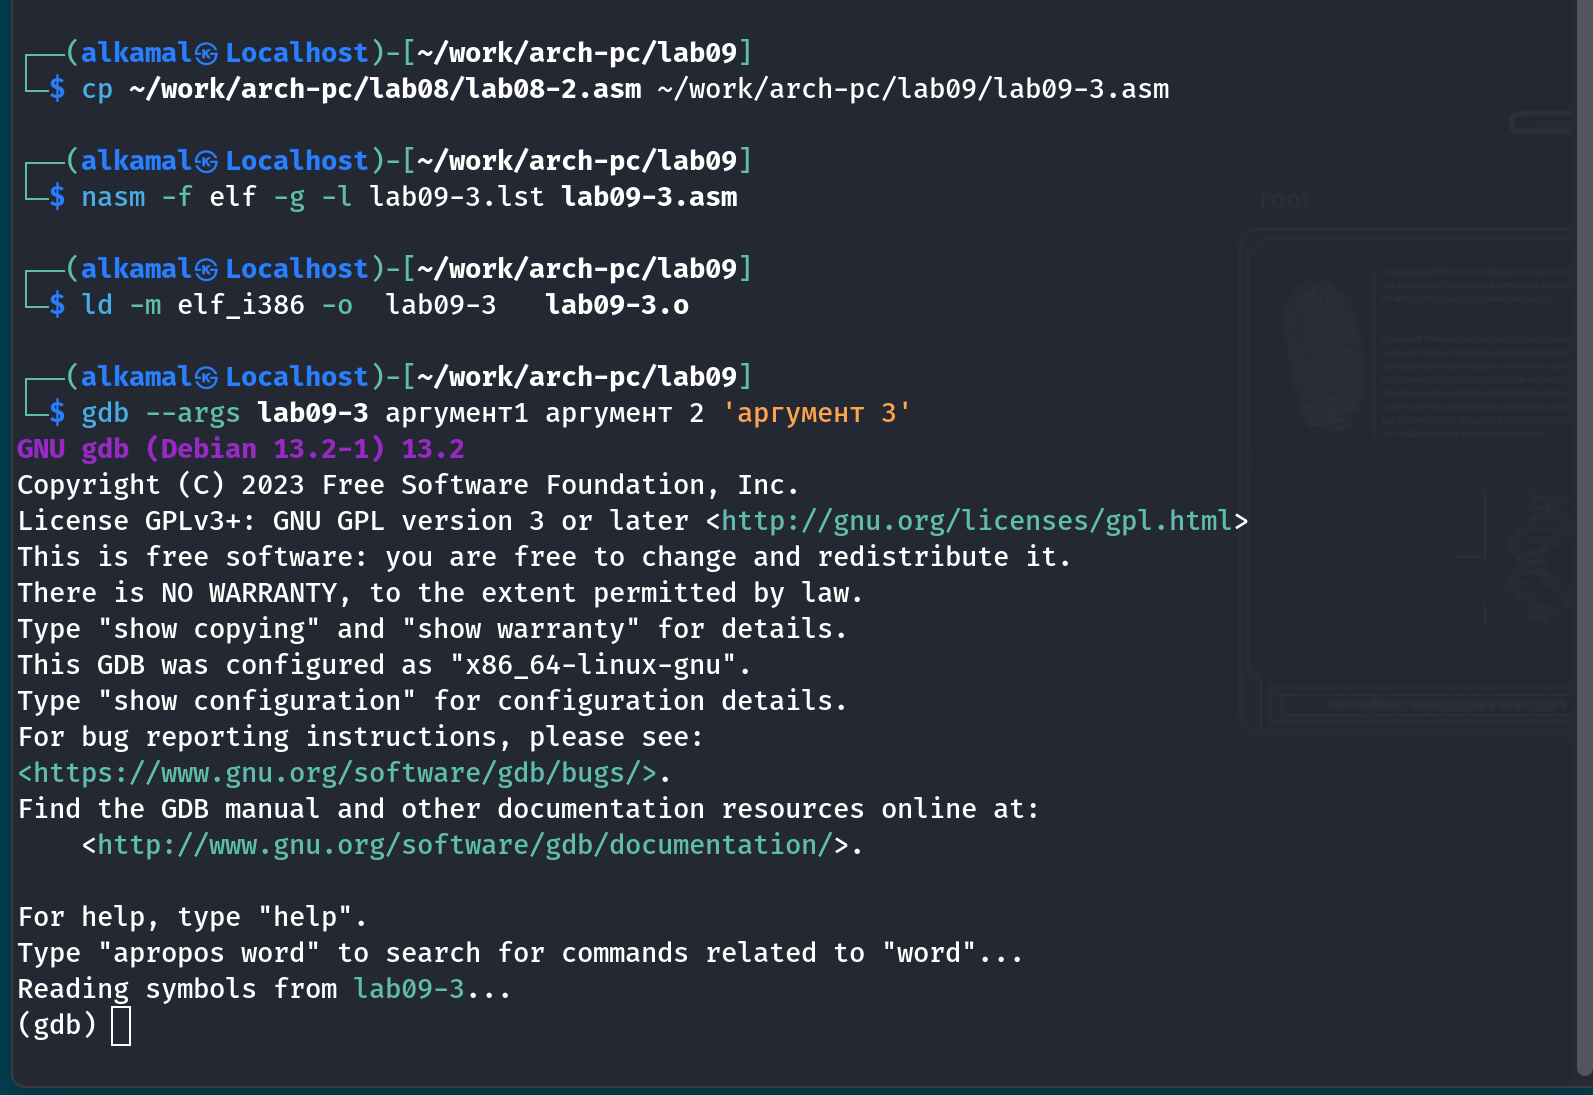 ┌──(alkamal㉿Localhost)-[~/work/arch-pc/lab09]
└─$ cp ~/work/arch-pc/lab08/lab08-2.asm ~/work/arch-pc/lab09/lab09-3.asm
┌──(alkamal㉿Localhost)-[~/work/arch-pc/lab09]
└─$ nasm -f elf -g -l lab09-3.lst lab09-3.asm
root
┌──(alkamal㉿Localhost)-[~/work/arch-pc/lab09]
└─$ ld -m elf_i386 -o  lab09-3   lab09-3.o
┌──(alkamal㉿Localhost)-[~/work/arch-pc/lab09]
└─$ gdb --args lab09-3 аргумент1 аргумент 2 'аргумент 3'
GNU gdb (Debian 13.2-1) 13.2
Copyright (C) 2023 Free Software Foundation, Inc.
License GPLv3+: GNU GPL version 3 or later <http://gnu.org/licenses/gpl.html>
This is free software: you are free to change and redistribute it.
There is NO WARRANTY, to the extent permitted by law.
Type "show copying" and "show warranty" for details.
This GDB was configured as "x86_64-linux-gnu".
Type "show configuration" for configuration details.
For bug reporting instructions, please see:
<https://www.gnu.org/software/gdb/bugs/>.
Find the GDB manual and other documentation resources online at:
    <http://www.gnu.org/software/gdb/documentation/>.
For help, type "help".
Type "apropos word" to search for commands related to "word"...
Reading symbols from lab09-3...
(gdb)